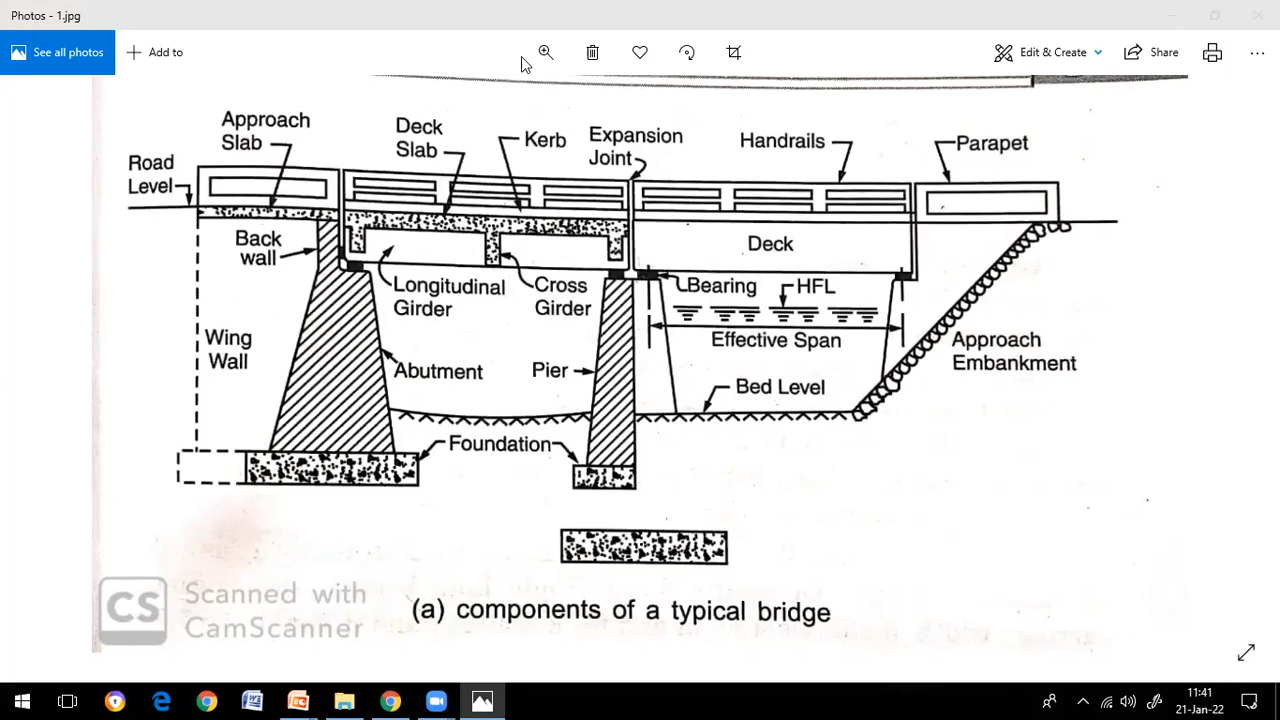 Photos - 1.jpg
See all photos
Add to
Edit & Create
Share
Approach
Slab
Deck
Slab
Kerb
Expansion
Joint
Handrails
Parapet
Road
Level
Back
wall
Deck
Longitudinal
Girder
Cross
Girder
Bearing
HFL
Effective Span
Wing
Wall
Abutment
Pier
Approach
Embankment
Bed Level
Foundation
(a) components of a typical bridge
CS
Scanned with
CamScanner
11:41
21-Jan-22